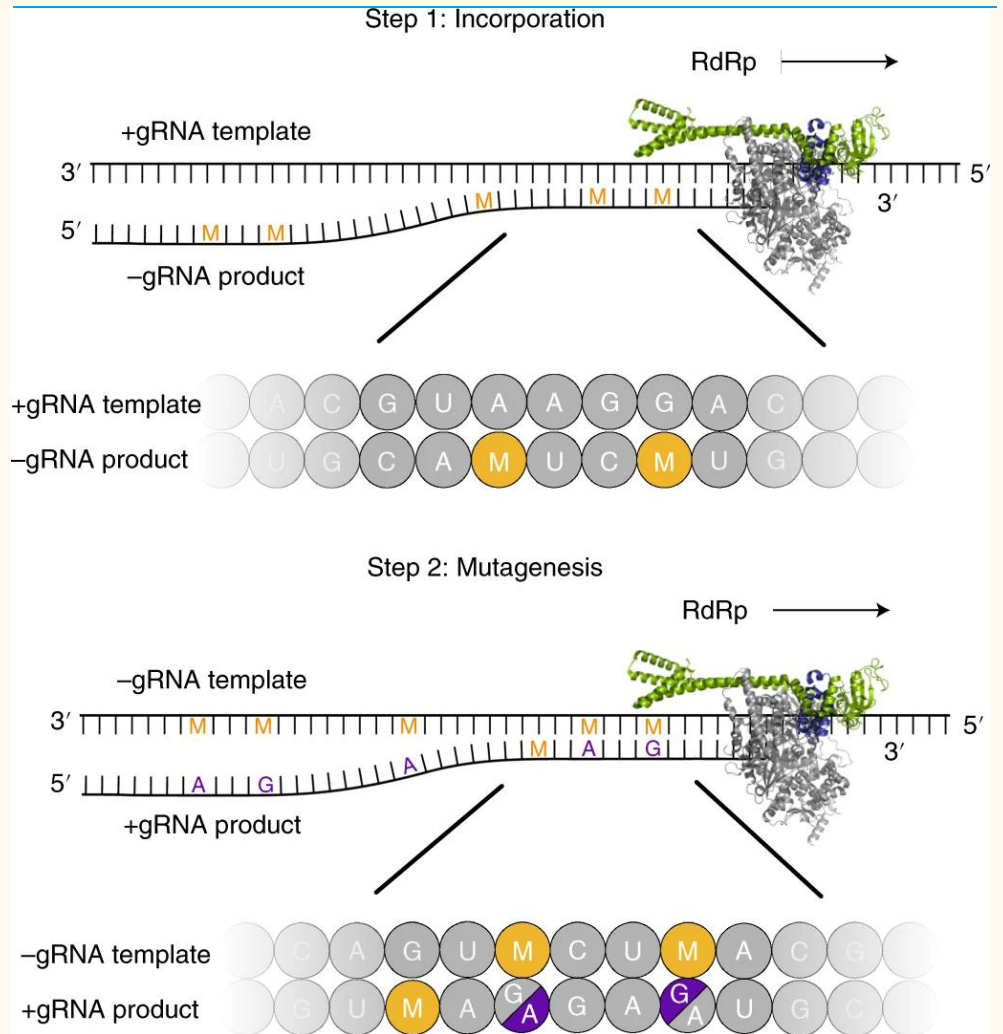 Step 1: Incorporation
RdRp
+gRNA template
3′ 5′
M M M M M 3′
5′
–gRNA product
+gRNA template A C G U A A G G A C
–gRNA product U G C A M U C M U G
Step 2: Mutagenesis
RdRp
–gRNA template
3′ M M M M M 5′
A M A G 3′
5′ A G
+gRNA product
–gRNA template C A G U M C U M A C G
+gRNA product G U M A G A G A G A U G C